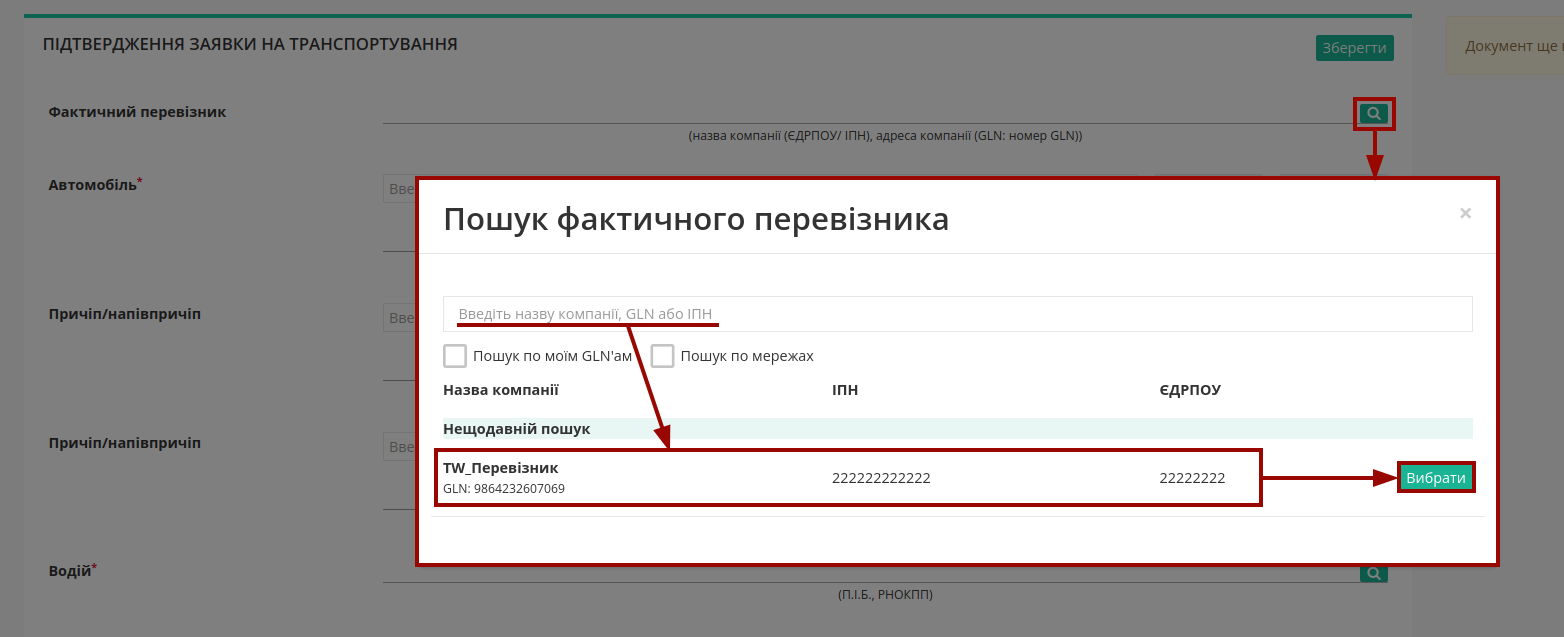 ПІДТВЕРДЖЕННЯ ЗАЯВКИ НА ТРАНСПОРТУВАННЯ
Зберегти
Документ ще
Фактичний перевізник
(назва компанії (ЄДРПОУ/ ІПН), адреса компанії (GLN: номер GLN))
Автомобіль*
Вве
Пошук фактичного перевізника
×
Введіть назву компанії, GLN або ІПН
Причіп/напівпричіп
Вве
Пошук по моїм GLN'ам Пошук по мережах
Назва компанії ІПН ЄДРПОУ
Нещодавній пошук
Причіп/напівпричіп
Вве
TW_Перевізник
GLN: 9864232607069
222222222222 22222222 Вибрати
Водій*
(П.І.Б., РНОКПП)